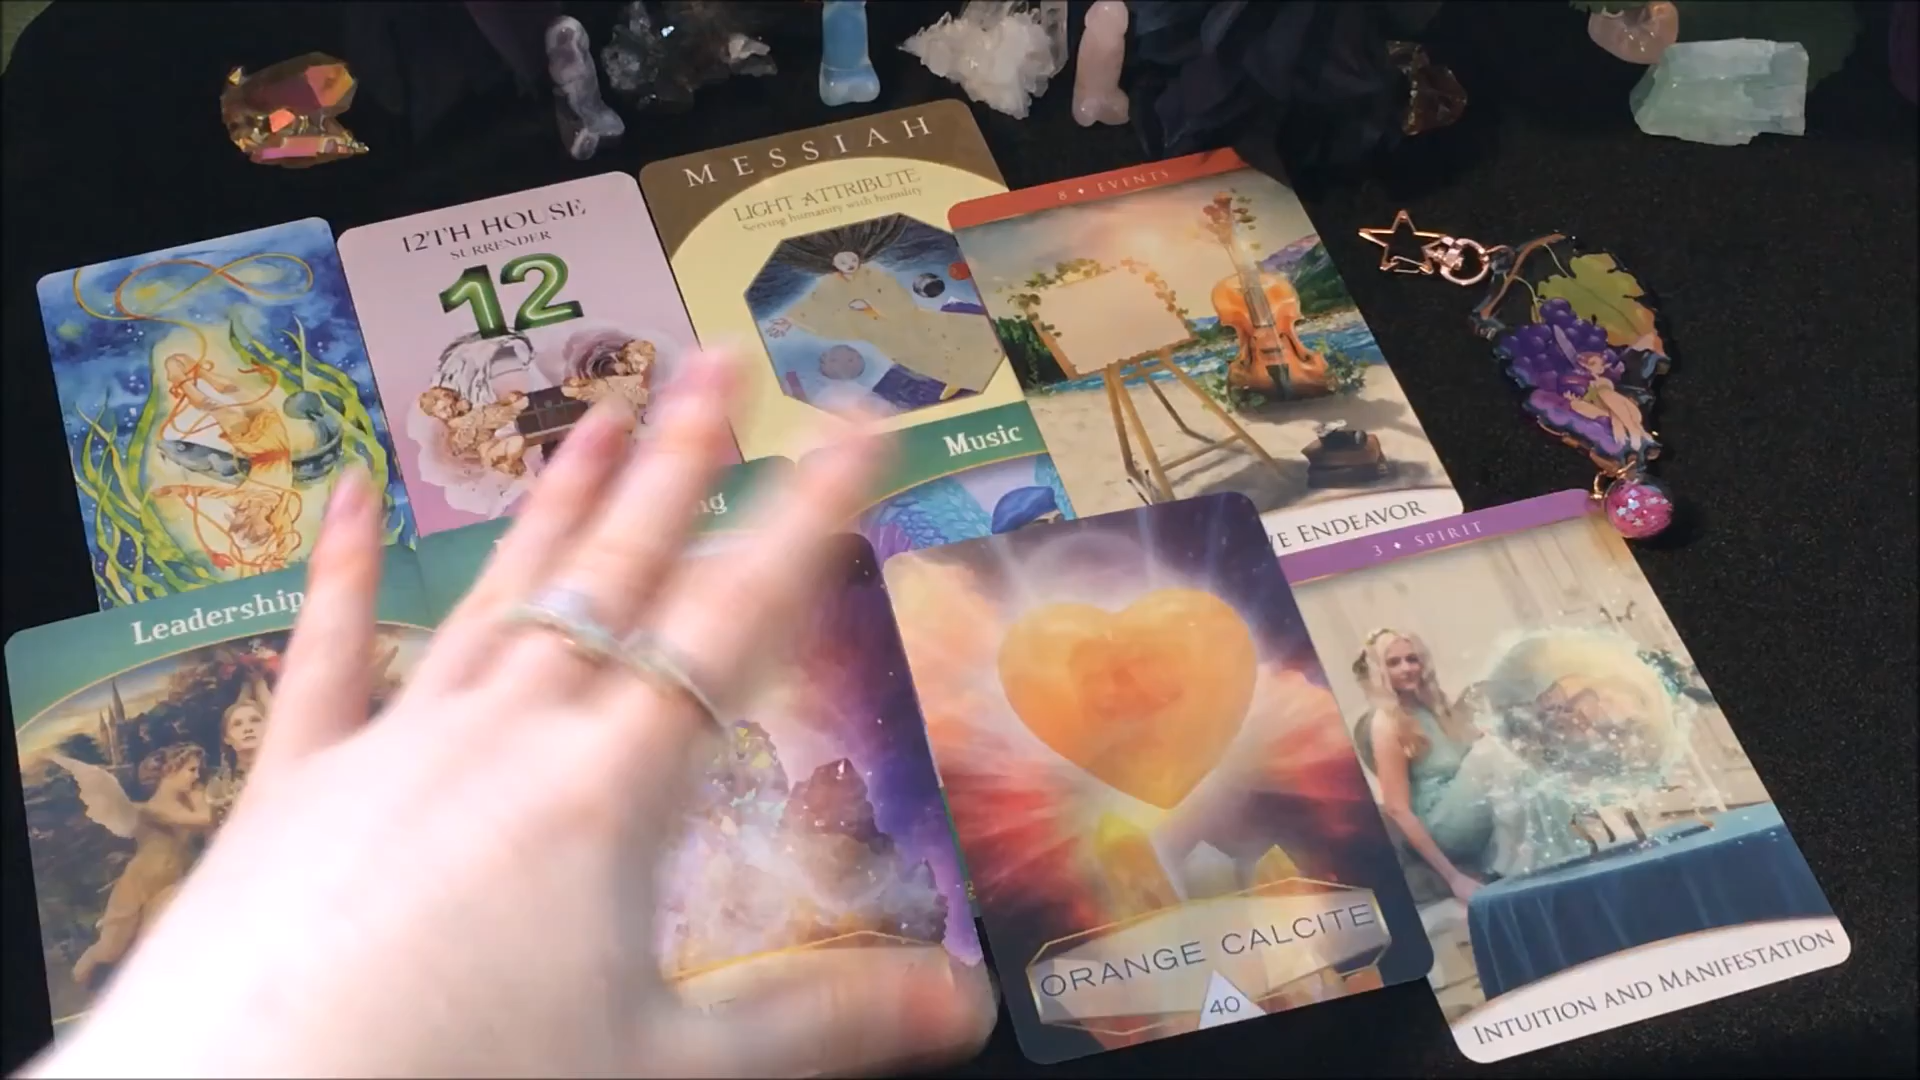 12TH HOUSE
SURRENDER
12
MESSIAH
LIGHT ATTRIBUTE
Serving humanity with humility
8 ♦ EVENTS
Music
ENDEAVOR
3 ♦ SPIRIT
Leadership
ORANGE CALCITE
40
INTUITION AND MANIFESTATION